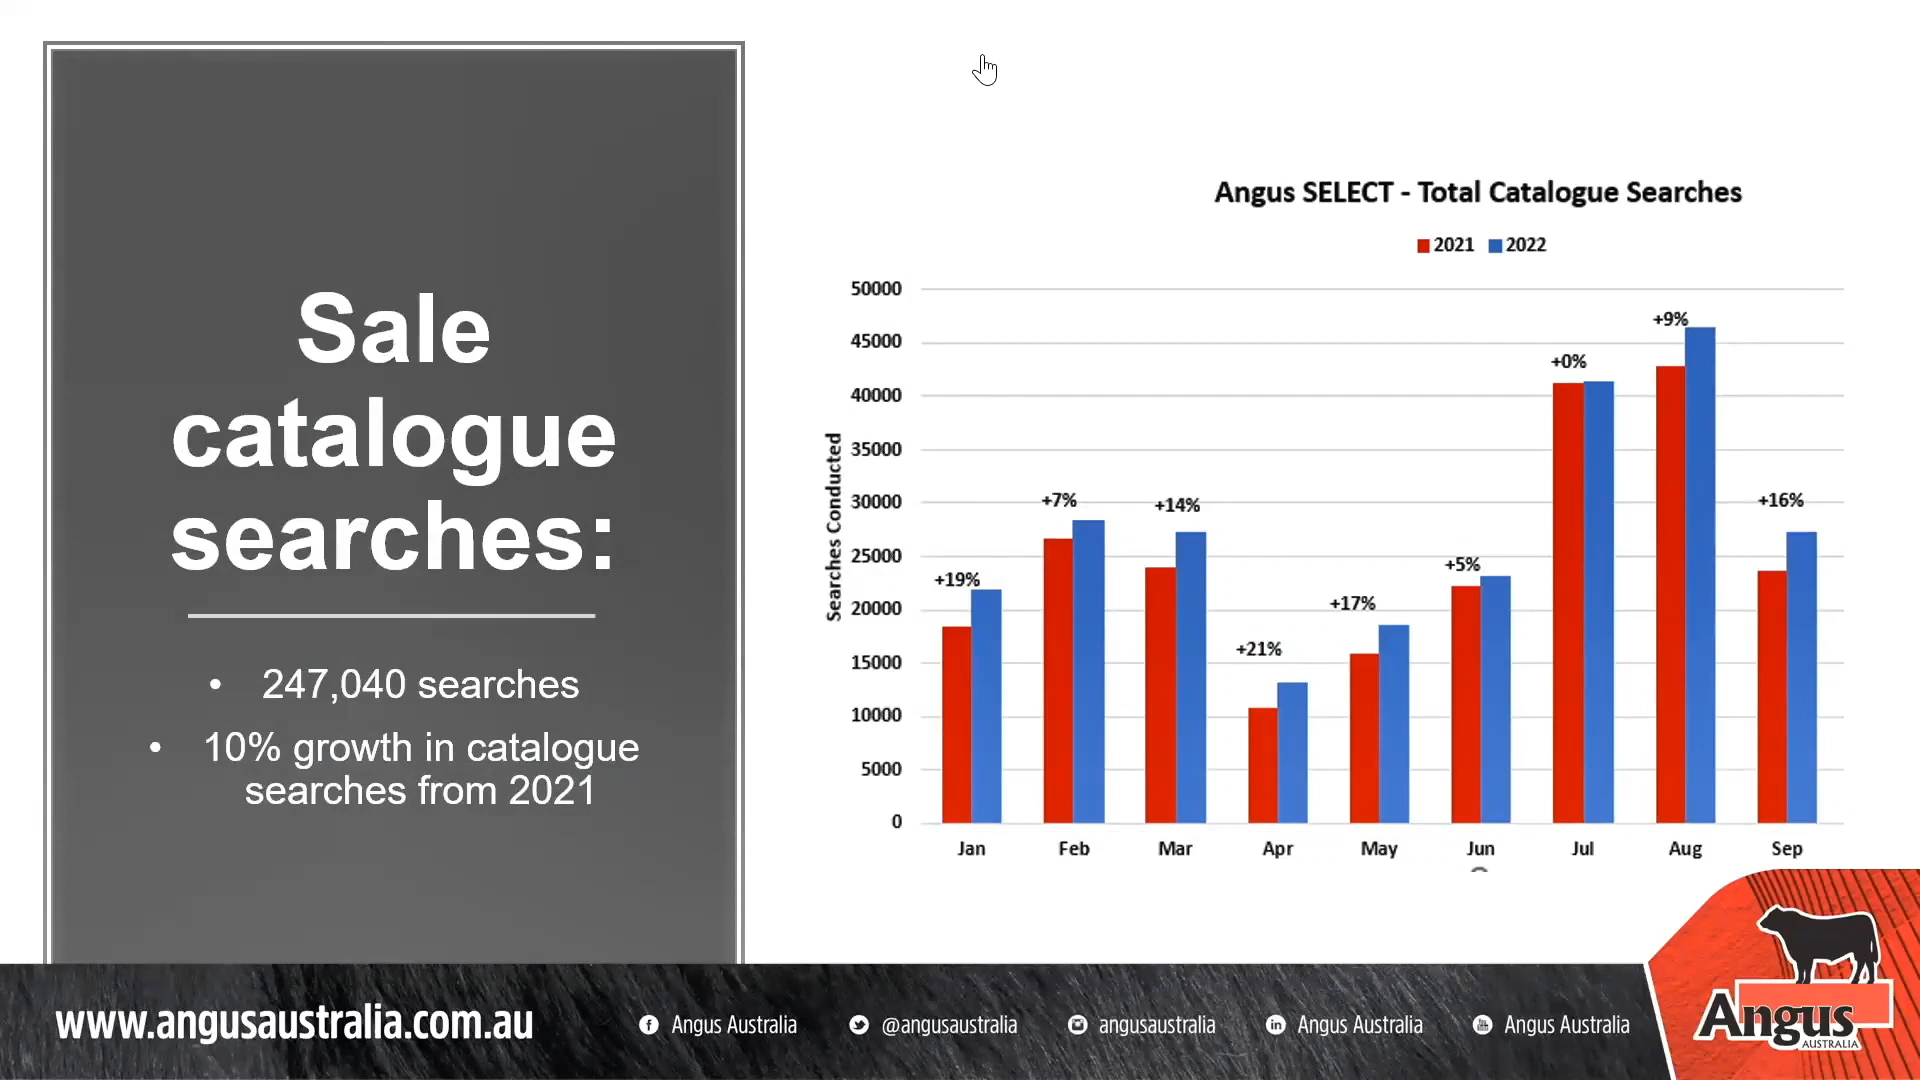 Sale
catalogue
searches:
• 247,040 searches
• 10% growth in catalogue
searches from 2021
Angus SELECT - Total Catalogue Searches
2021 2022
Searches Conducted
50000
45000
40000
35000
30000
25000
20000
15000
10000
5000
0
+19%
+7%
+14%
+21%
+17%
+5%
+0%
+9%
+16%
Jan Feb Mar Apr May Jun Jul Aug Sep
www.angusaustralia.com.au
Angus Australia
@angusaustralia
angusaustralia
Angus Australia
Angus Australia
Angus
AUSTRALIA